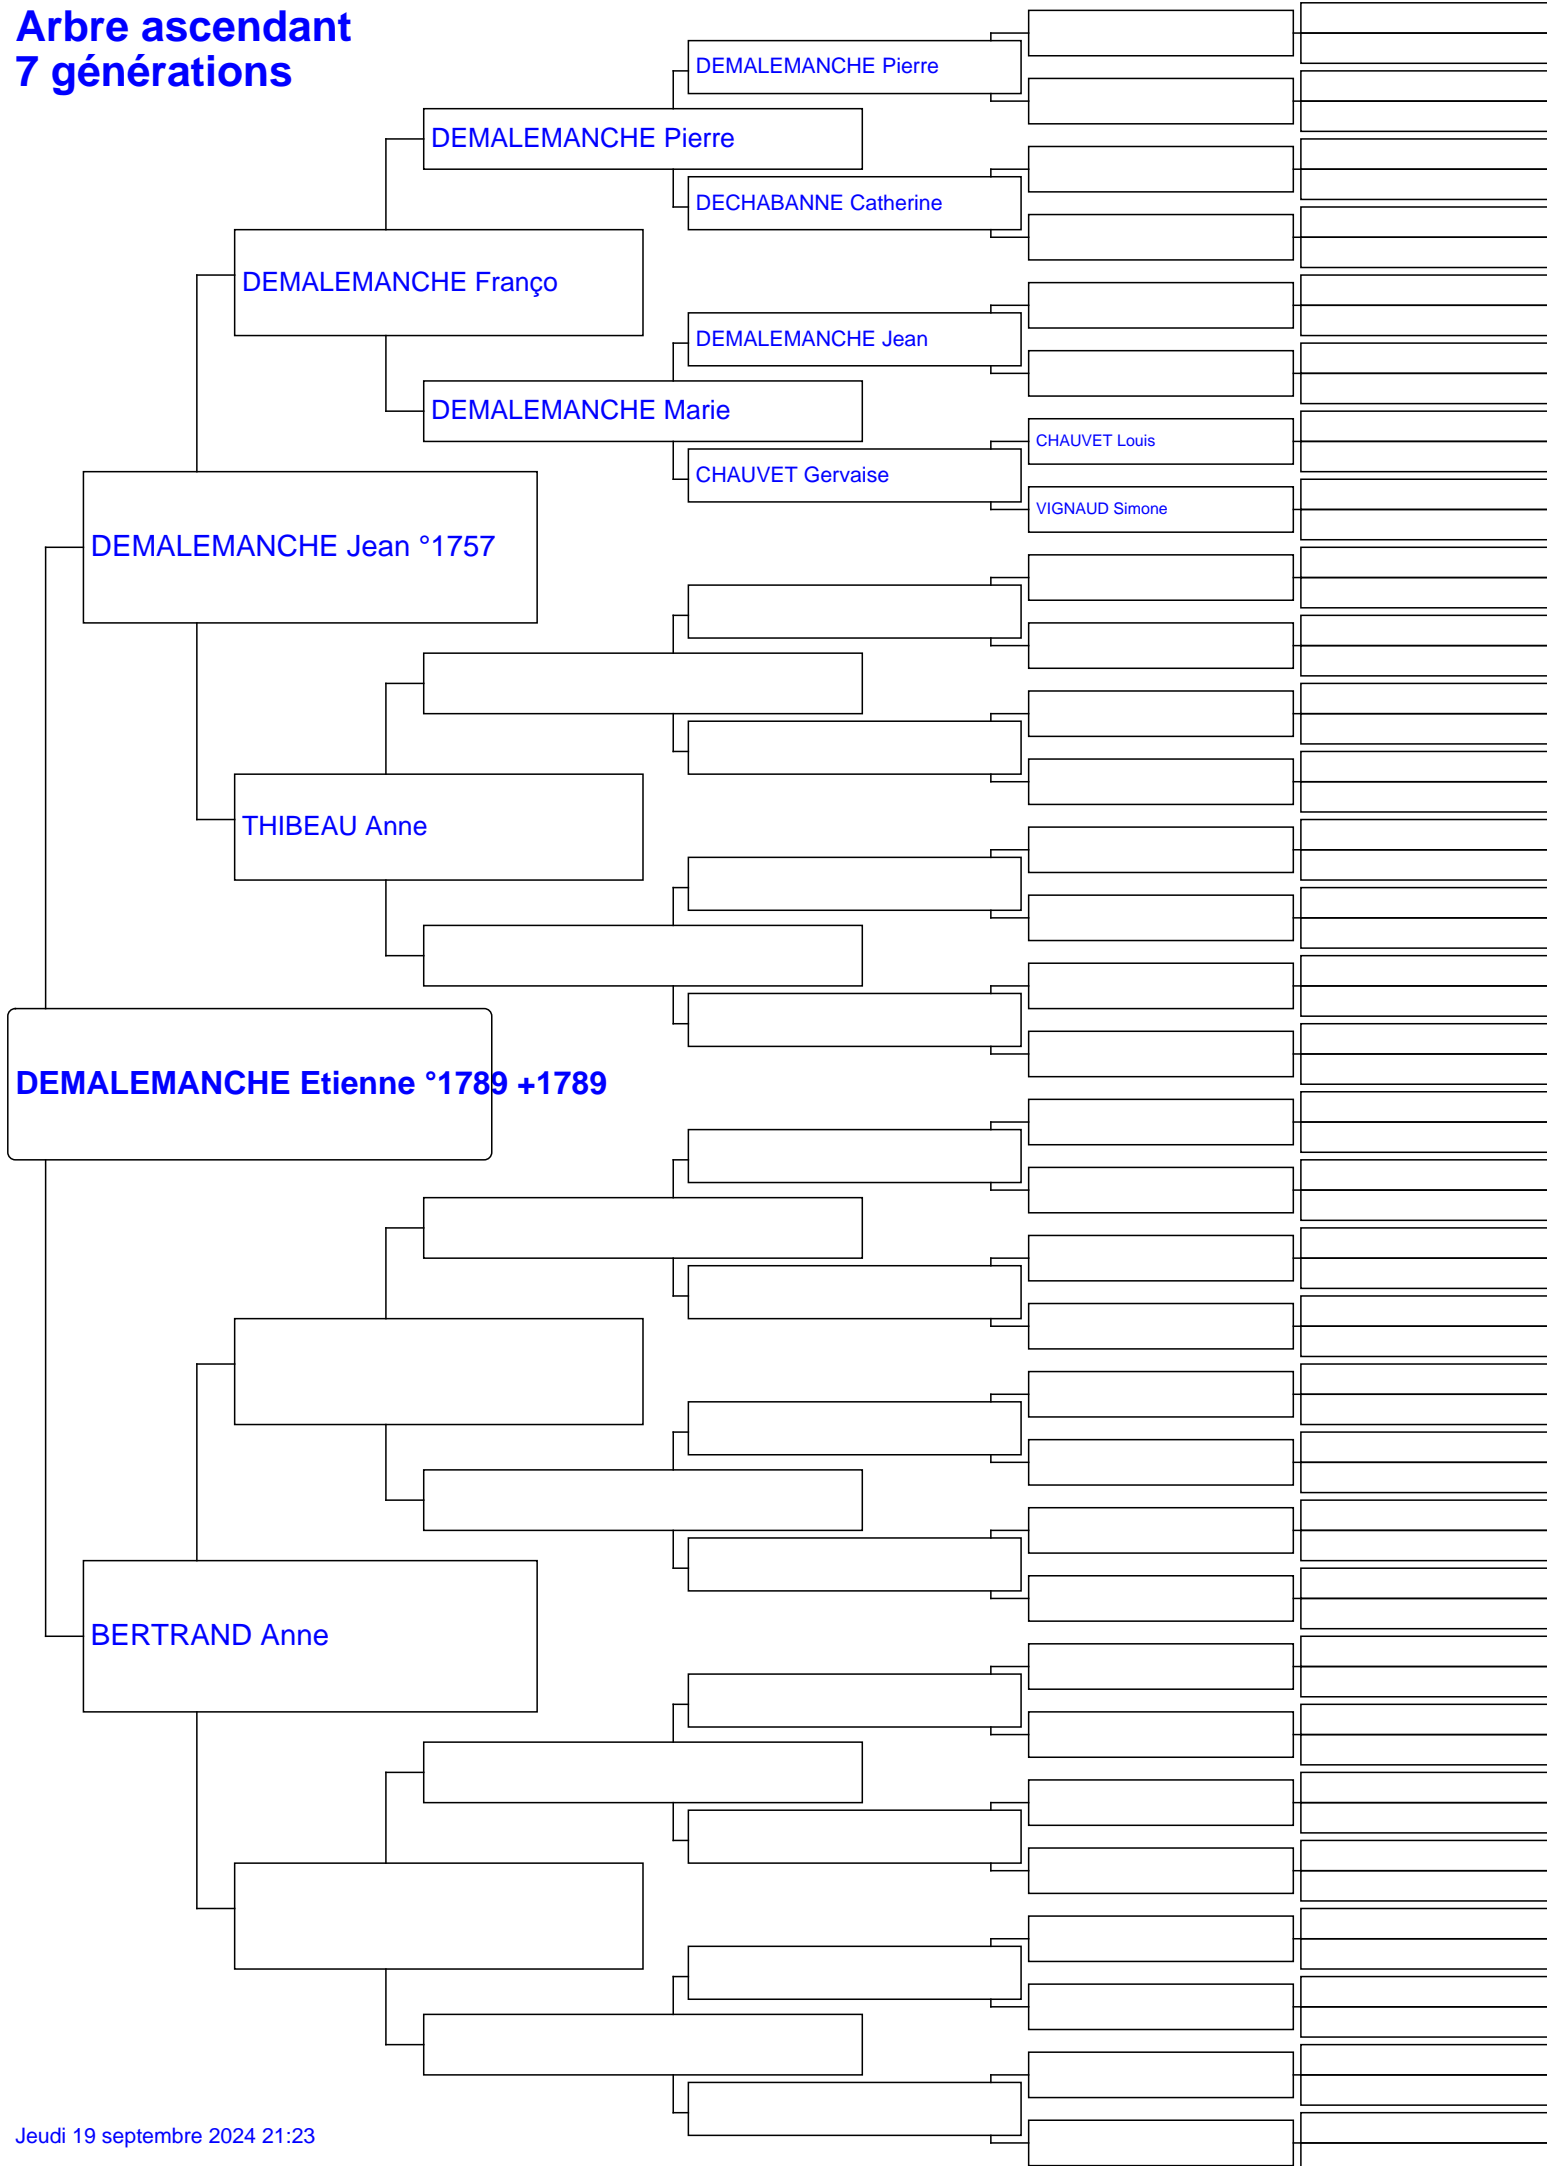 Arbre ascendant
7 générations
DEMALEMANCHE Pierre
DEMALEMANCHE Pierre
DECHABANNE Catherine
DEMALEMANCHE Franço
DEMALEMANCHE Jean
DEMALEMANCHE Marie
CHAUVET Louis
CHAUVET Gervaise
VIGNAUD Simone
DEMALEMANCHE Jean °1757
THIBEAU Anne
DEMALEMANCHE Etienne °1789 +1789
BERTRAND Anne
Jeudi 19 septembre 2024 21:23